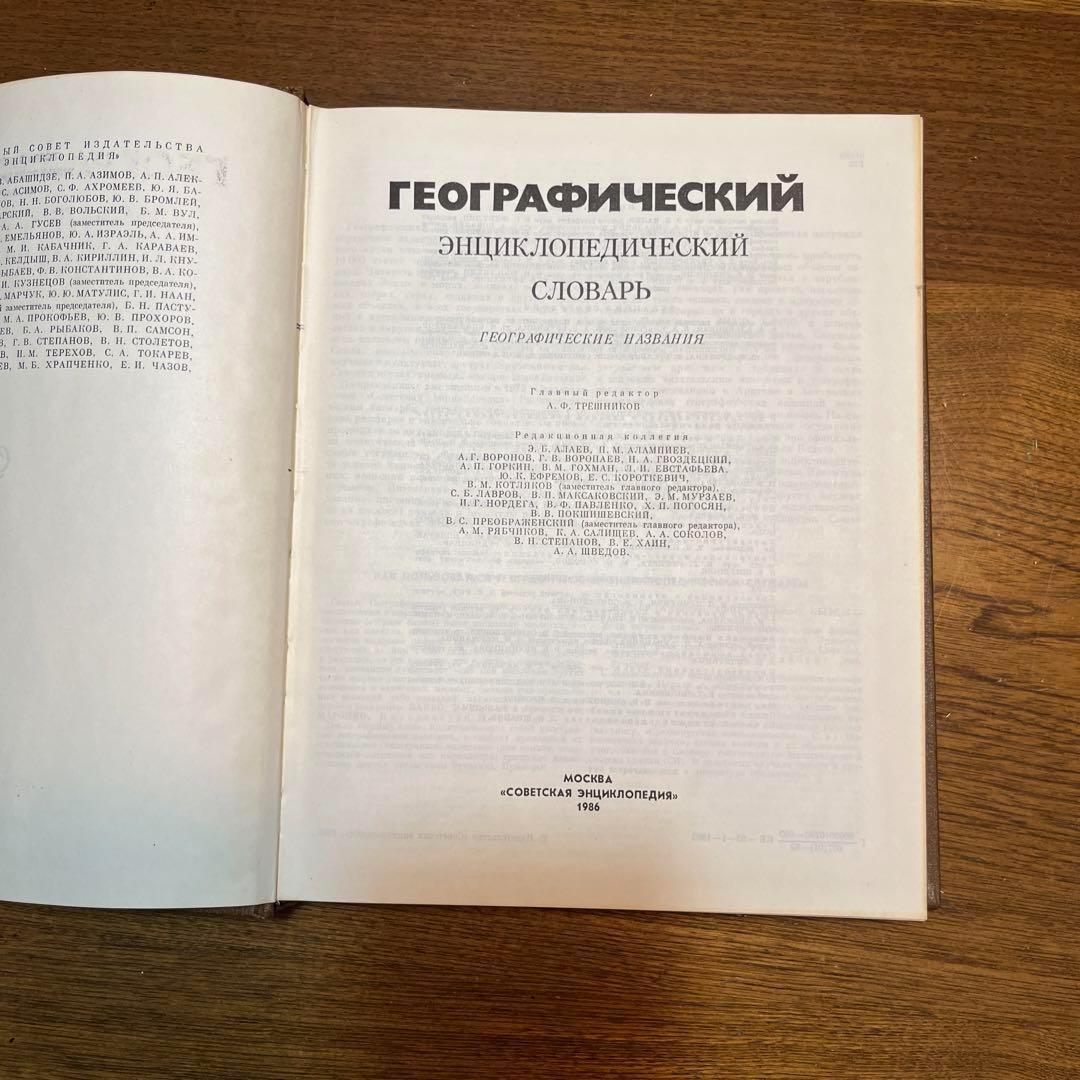 ЫЙ СОВЕТ ИЗДАТЕЛЬСТВА
ЭНЦИКЛОПЕДИЯ»
АБАШИДЗЕ, П. А. АЗИМОВ, А. П. АЛЕК-
С. АСИМОВ, С. Ф. АХРОМЕЕВ, Ю. Я. БА-
ОВ, Н. Н. БОГОЛЮБОВ, Ю. В. БРОМЛЕЙ,
АРСКИЙ, В. В. ВОЛЬСКИЙ, Б. М. ВУЛ,
А. А. ГУСЕВ (заместитель председателя),
ЕМЕЛЬЯНОВ, Ю. А. ИЗРАЭЛЬ, А. А. ИМ-
М. И. КАБАЧНИК, Г. А. КАРАВАЕВ,
КЕЛДЫШ, В. А. КИРИЛЛИН, И. Л. КНУ-
ЫБАЕВ, Ф. В. КОНСТАНТИНОВ, В. А. КО-
И. КУЗНЕЦОВ (заместитель председателя),
МАРЧУК, Ю. Ю. МАТУЛИС, Г. И. НААН,
й заместитель председателя), Б. Н. ПАСТУ-
М. А. ПРОКОФЬЕВ, Ю. В. ПРОХОРОВ,
ЕВ, Б. А. РЫБАКОВ, В. П. САМСОН,
В, Г. В. СТЕПАНОВ, В. Н. СТОЛЕТОВ,
В, И. М. ТЕРЕХОВ, С. А. ТОКАРЕВ,
ЕВ, М. Б. ХРАПЧЕНКО, Е. И. ЧАЗОВ,
ГЕОГРАФИЧЕСКИЙ
ЭНЦИКЛОПЕДИЧЕСКИЙ
СЛОВАРЬ
ГЕОГРАФИЧЕСКИЕ НАЗВАНИЯ
Главный редактор
А. Ф. ТРЕШНИКОВ
Редакционная коллегия
Э. Б. АЛАЕВ, П. М. АЛАМПИЕВ,
А. Г. ВОРОНОВ, Г. В. ВОРОПАЕВ, Н. А. ГВОЗДЕЦКИЙ,
А. П. ГОРКИН, В. М. ГОХМАН, Л. И. ЕВСТАФЬЕВА,
Ю. К. ЕФРЕМОВ, Е. С. КОРОТКЕВИЧ,
В. М. КОТЛЯКОВ (заместитель главного редактора),
С. Б. ЛАВРОВ, В. П. МАКСАКОВСКИЙ, Э. М. МУРЗАЕВ,
И. Г. НОРДЕГА, В. Ф. ПАВЛЕНКО, Х. П. ПОГОСЯН,
В. В. ПОКШИШЕВСКИЙ,
В. С. ПРЕОБРАЖЕНСКИЙ (заместитель главного редактора),
А. М. РЯБЧИКОВ, К. А. САЛИЩЕВ, А. А. СОКОЛОВ,
В. Н. СТЕПАНОВ, В. Е. ХАИН,
А. А. ШВЕДОВ.
МОСКВА
«СОВЕТСКАЯ ЭНЦИКЛОПЕДИЯ»
1986